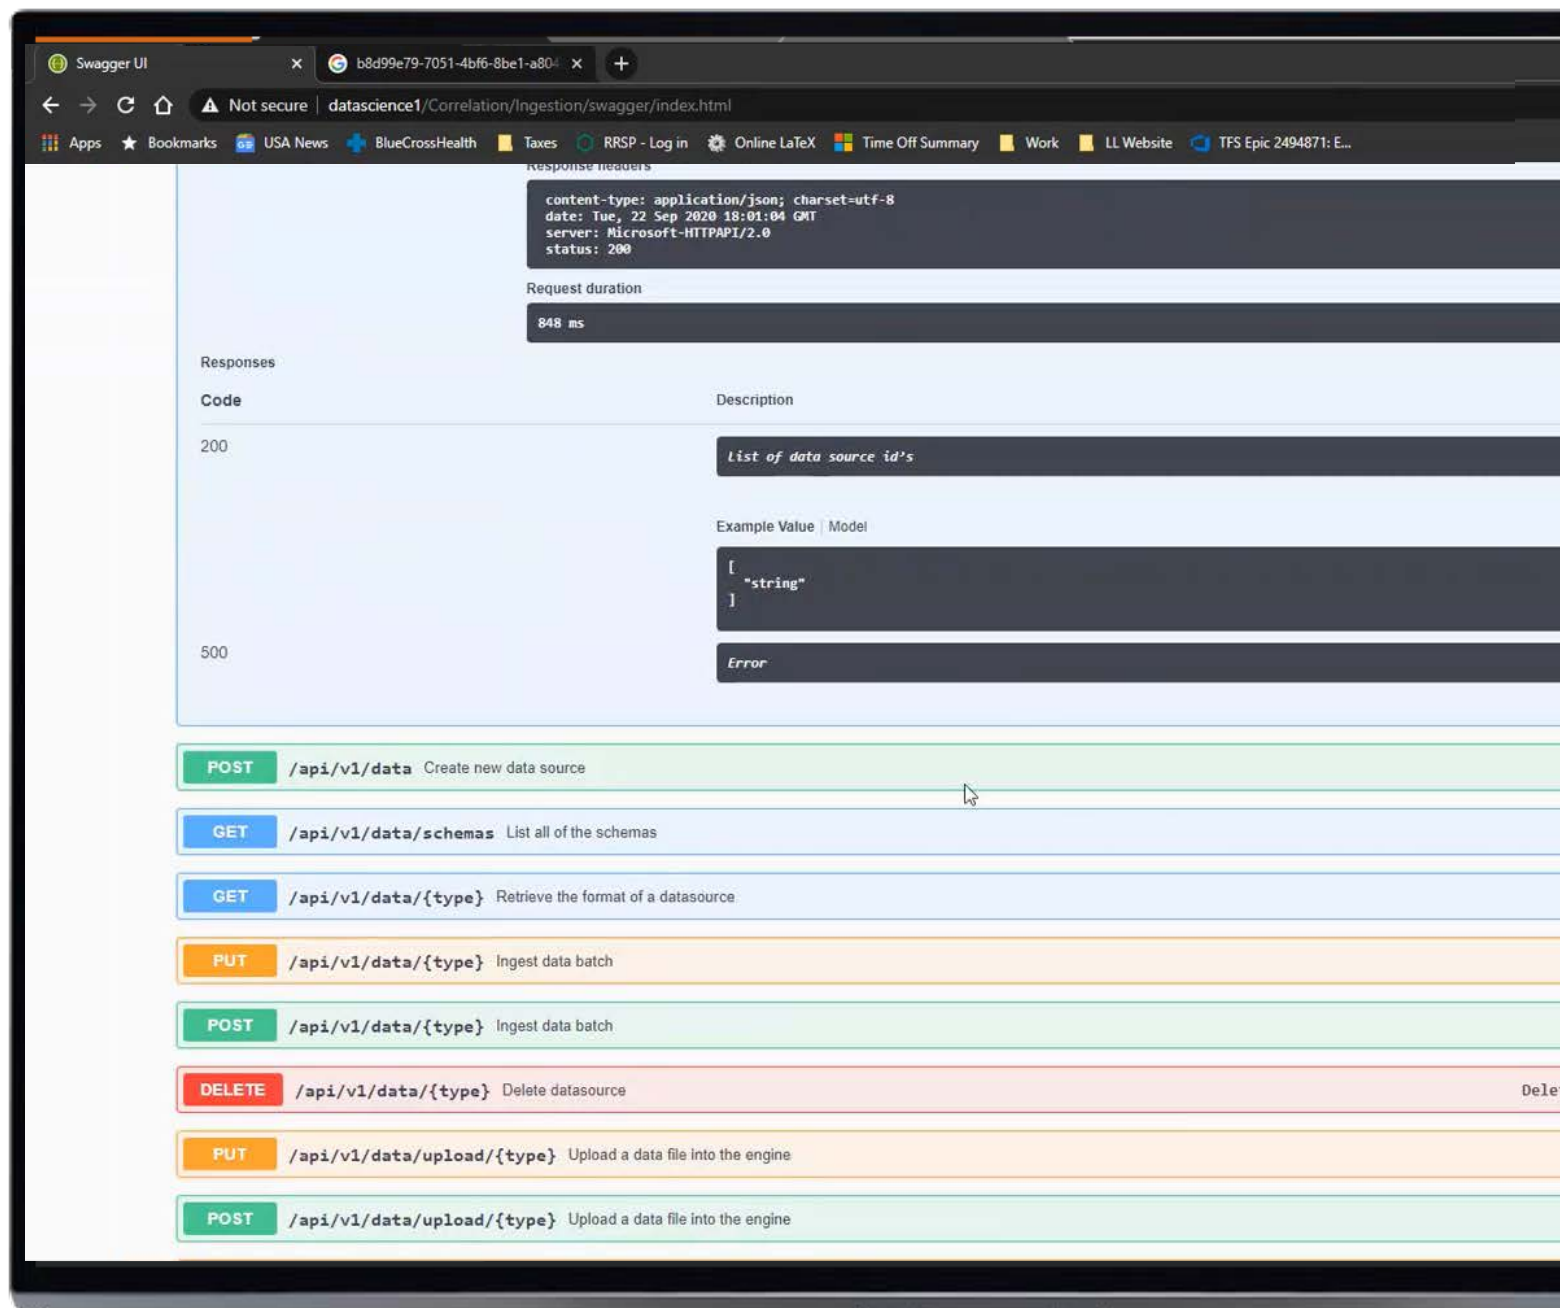 Swagger UI
b8d99e79-7051-4bf6-8be1-a804
Not secure | datascience1/Correlation/Ingestion/swagger/index.html
Apps Bookmarks USA News BlueCrossHealth Taxes RRSP - Log in Online LaTeX Time Off Summary Work LL Website TFS Epic 2494871: E...
Response headers
content-type: application/json; charset=utf-8
date: Tue, 22 Sep 2020 18:01:04 GMT
server: Microsoft-HTTPAPI/2.0
status: 200
Request duration
848 ms
Responses
Code Description
200 List of data source id's
Example Value | Model
[
"string"
]
500 Error
POST /api/v1/data Create new data source
GET /api/v1/data/schemas List all of the schemas
GET /api/v1/data/{type} Retrieve the format of a datasource
PUT /api/v1/data/{type} Ingest data batch
POST /api/v1/data/{type} Ingest data batch
DELETE /api/v1/data/{type} Delete datasource
PUT /api/v1/data/upload/{type} Upload a data file into the engine
POST /api/v1/data/upload/{type} Upload a data file into the engine